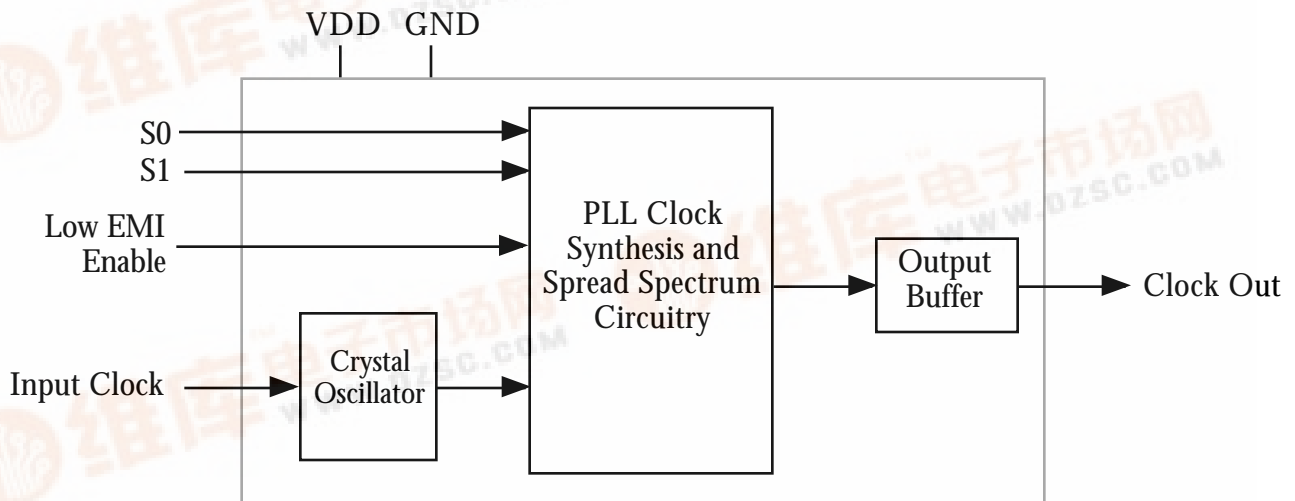 VDD GND
S0
S1
Low EMI
Enable
Input Clock
Crystal
Oscillator
PLL Clock
Synthesis and
Spread Spectrum
Circuitry
Output
Buffer
Clock Out
维库电子市场网
WWW.DZSC.COM